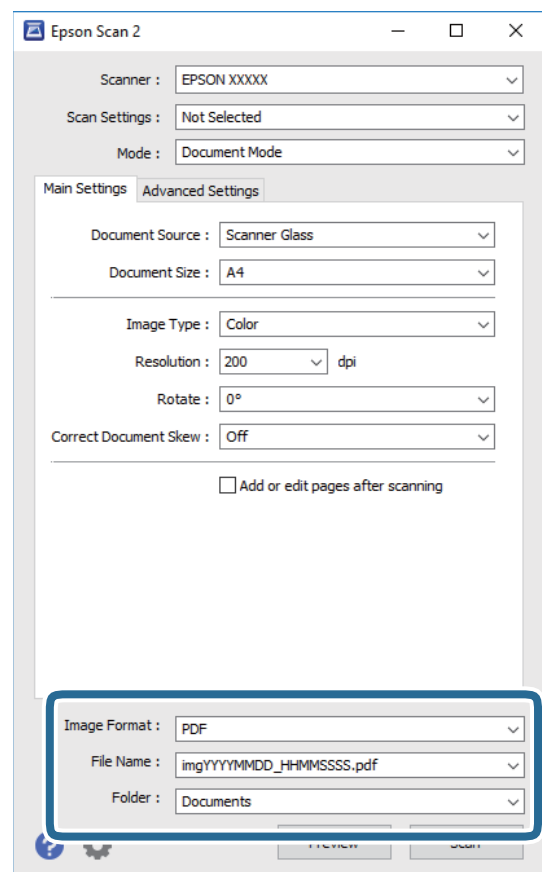 Epson Scan 2
Scanner : EPSON XXXXX
Scan Settings : Not Selected
Mode : Document Mode
Main Settings Advanced Settings
Document Source : Scanner Glass
Document Size : A4
Image Type : Color
Resolution : 200 dpi
Rotate : 0°
Correct Document Skew : Off
Add or edit pages after scanning
Image Format : PDF
File Name : imgYYYYMMDD_HHMMSSSS.pdf
Folder : Documents
? Preview Scan